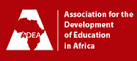 ADEA
Association for the
Development
of Education
in Africa